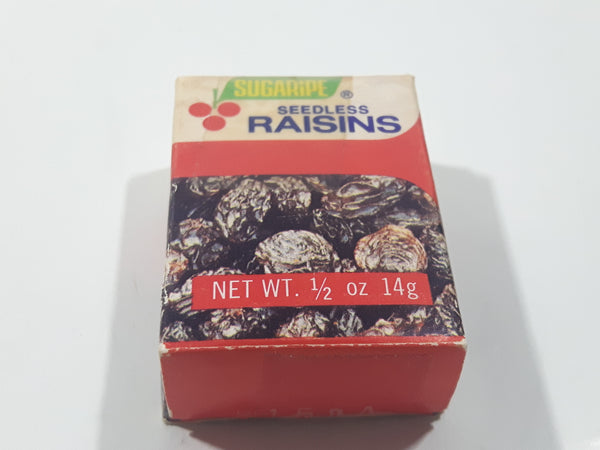 SUGARIPE ®
SEEDLESS
RAISINS
NET WT. ½ oz 14g